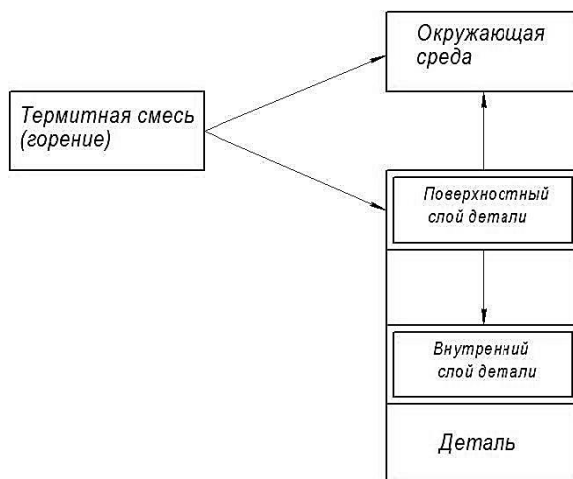 Окружающая
среда
Термитная смесь
(горение)
Поверхностный
слой детали
Внутренний
слой детали
Деталь